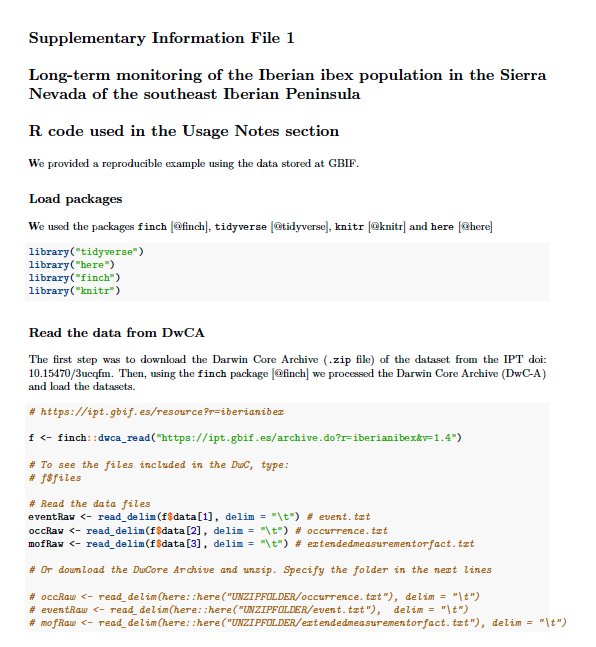 Supplementary Information File 1
Long-term monitoring of the Iberian ibex population in the Sierra
Nevada of the southeast Iberian Peninsula
R code used in the Usage Notes section
We provided a reproducible example using the data stored at GBIF.
Load packages
We used the packages finch [@finch], tidyverse [@tidyverse], knitr [@knitr] and here [@here]
library("tidyverse")
library("here")
library("finch")
library("knitr")
Read the data from DwCA
The first step was to download the Darwin Core Archive (.zip file) of the dataset from the IPT doi:
10.15470/3ucqfm. Then, using the finch package [@finch] we processed the Darwin Core Archive (DwC-A)
and load the datasets.
# https://ipt.gbif.es/resource?r=iberianibex
f <- finch::dwca_read("https://ipt.gbif.es/archive.do?r=iberianibex&v=1.4")
# To see the files included in the DwC, type:
# f$files
# Read the data files
eventRaw <- read_delim(f$data[1], delim = "\t") # event.txt
occRaw <- read_delim(f$data[2], delim = "\t") # occurrence.txt
mofRaw <- read_delim(f$data[3], delim = "\t") # extendedmeasurementorfact.txt
# Or download the DwCore Archive and unzip. Specify the folder in the next lines
# occRaw <- read_delim(here::here("UNZIPFOLDER/occurrence.txt"), delim = "\t")
# eventRaw <- read_delim(here::here("UNZIPFOLDER/event.txt"),  delim = "\t")
# mofRaw <- read_delim(here::here("UNZIPFOLDER/extendedmeasurementorfact.txt"), delim = "\t")